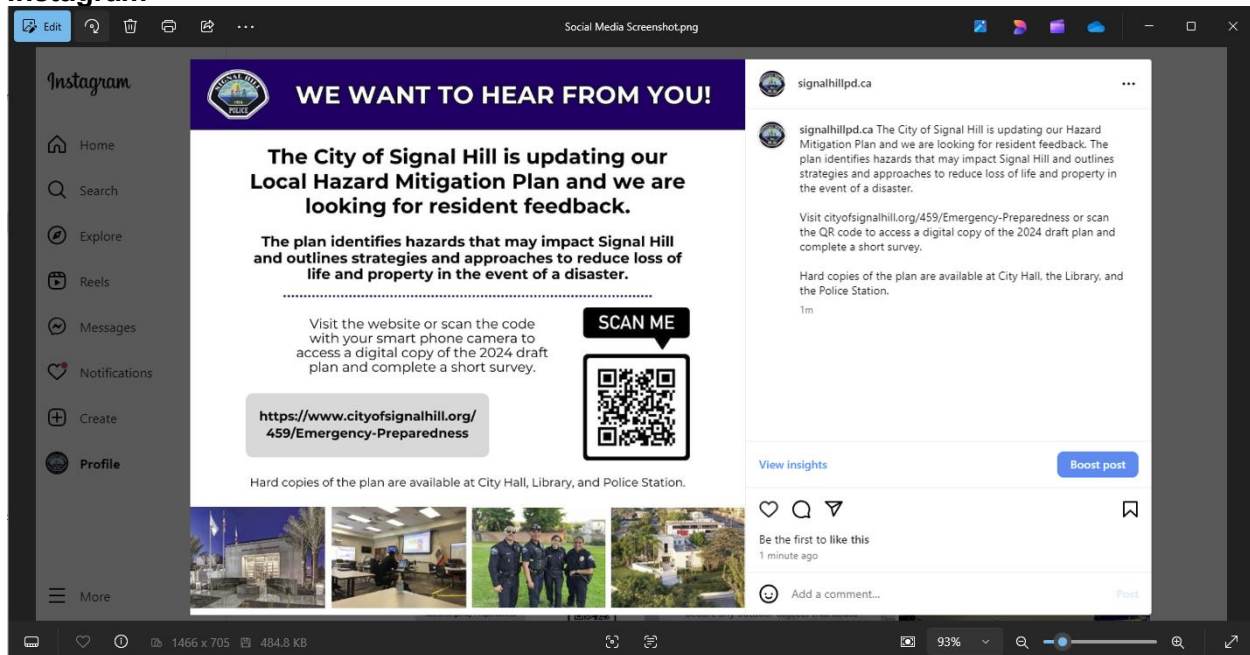 Instagram
Edit
Social Media Screenshot.png
Instagram
Home
Search
Explore
Reels
Messages
Notifications
Create
Profile
More
SIGNAL HILL
POLICE
WE WANT TO HEAR FROM YOU!
The City of Signal Hill is updating our
Local Hazard Mitigation Plan and we are
looking for resident feedback.
The plan identifies hazards that may impact Signal Hill
and outlines strategies and approaches to reduce loss of
life and property in the event of a disaster.
Visit the website or scan the code
with your smart phone camera to
access a digital copy of the 2024 draft
plan and complete a short survey.
SCAN ME
https://www.cityofsignalhill.org/
459/Emergency-Preparedness
Hard copies of the plan are available at City Hall, Library, and Police Station.
signalhillpd.ca
signalhillpd.ca The City of Signal Hill is updating our Hazard
Mitigation Plan and we are looking for resident feedback. The
plan identifies hazards that may impact Signal Hill and outlines
strategies and approaches to reduce loss of life and property in
the event of a disaster.
Visit cityofsignalhill.org/459/Emergency-Preparedness or scan
the QR code to access a digital copy of the 2024 draft plan and
complete a short survey.
Hard copies of the plan are available at City Hall, the Library, and
the Police Station.
1m
View insights
Boost post
Be the first to like this
1 minute ago
Add a comment...
Post
1466 x 705
484.8 KB
93%